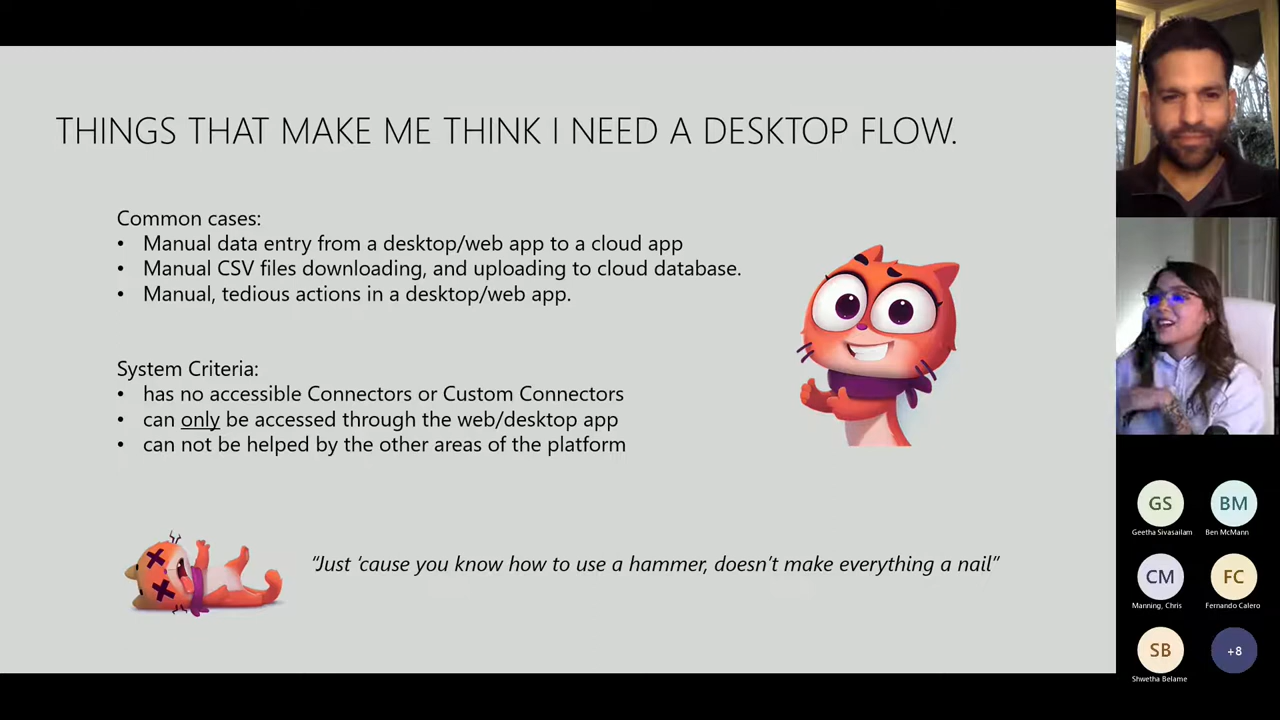 THINGS THAT MAKE ME THINK I NEED A DESKTOP FLOW.
Common cases:
• Manual data entry from a desktop/web app to a cloud app
• Manual CSV files downloading, and uploading to cloud database.
• Manual, tedious actions in a desktop/web app.
System Criteria:
• has no accessible Connectors or Custom Connectors
• can only be accessed through the web/desktop app
• can not be helped by the other areas of the platform
“Just ‘cause you know how to use a hammer, doesn’t make everything a nail”
GS BM
Geetha Sivasailam Ben McMann
CM FC
Manning, Chris Fernando Calero
SB +8
Shwetha Belame